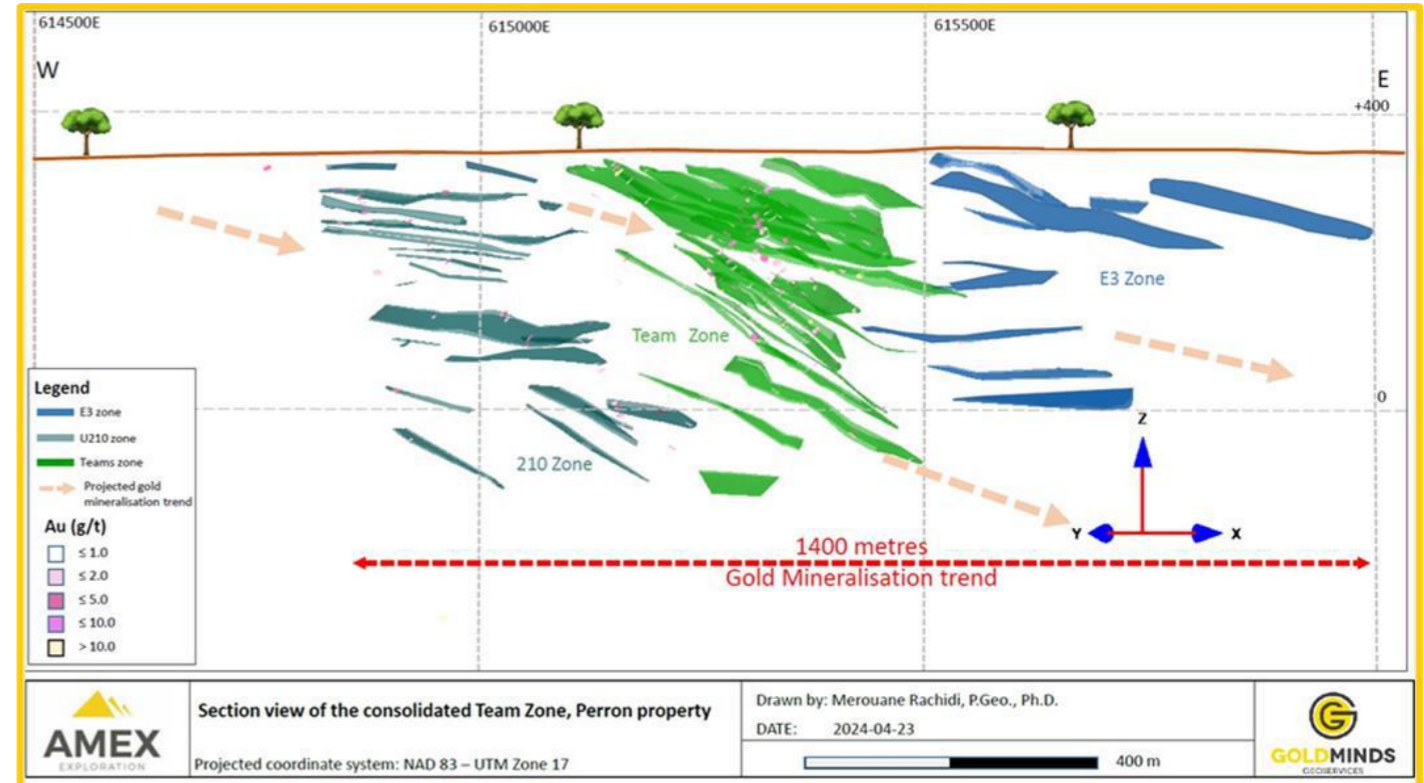 614500E
615000E
615500E
W
E
+400
E3 Zone
Team Zone
0
210 Zone
Legend
E3 zone
U210 zone
Teams zone
Projected gold
mineralisation trend
Au (g/t)
≤ 1.0
≤ 2.0
≤ 5.0
≤ 10.0
> 10.0
Z
Y
X
1400 metres
Gold Mineralisation trend
AMEX
EXPLORATION
Section view of the consolidated Team Zone, Perron property
Projected coordinate system: NAD 83 – UTM Zone 17
Drawn by: Merouane Rachidi, P.Geo., Ph.D.
DATE: 2024-04-23
400 m
GOLDMINDS
GEOSERVICES